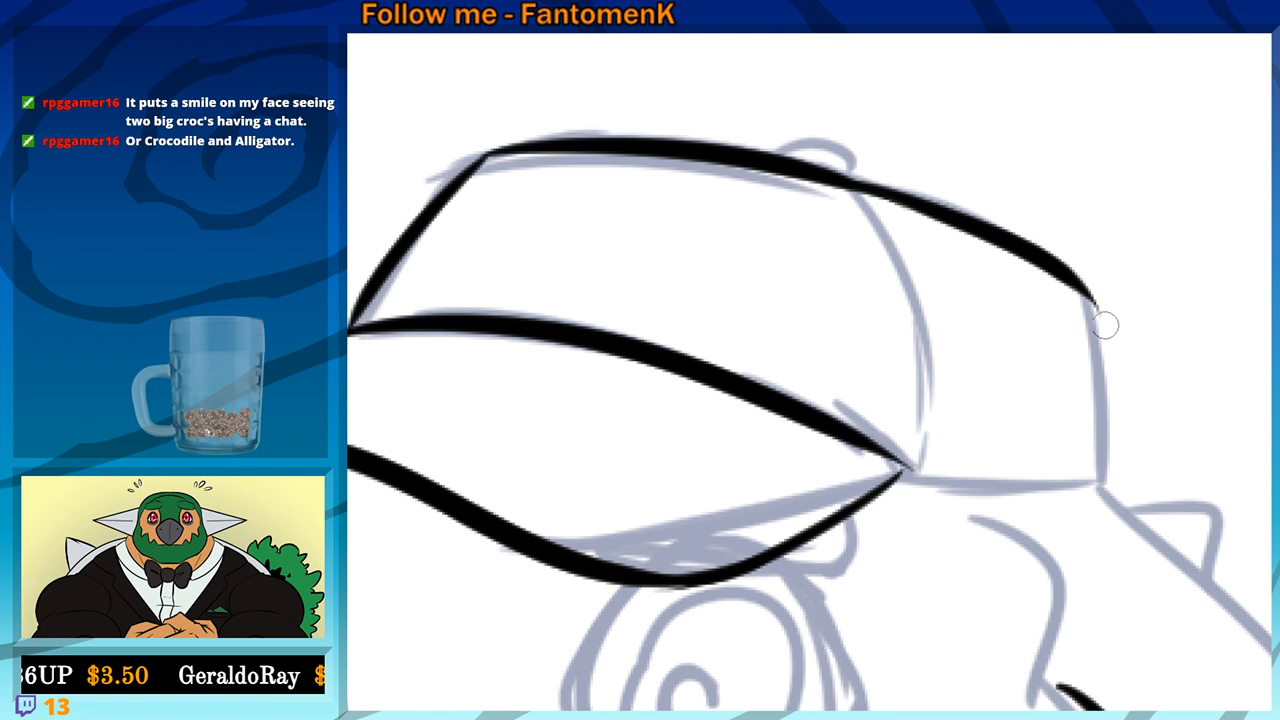 Follow me - FantomenK
rpggamer16 It puts a smile on my face seeing
two big croc's having a chat.
rpggamer16 Or Crocodile and Alligator.
6UP $3.50 GeraldoRay $
13